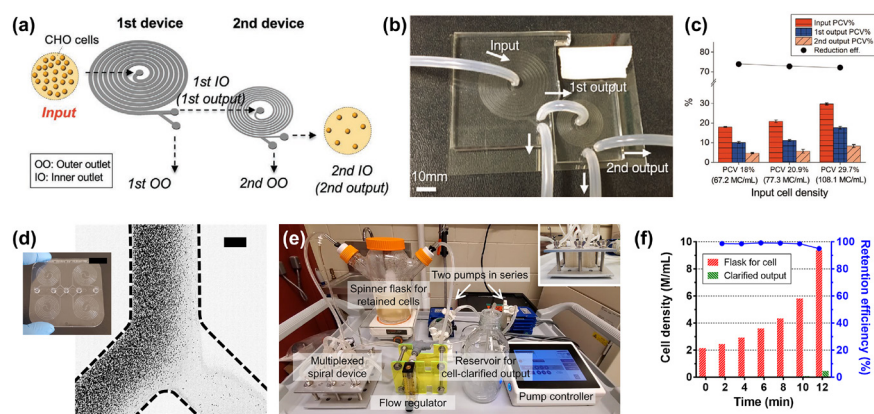 (a)
1st device
2nd device
CHO cells
Input
1st IO
(1st output)
OO: Outer outlet
IO: Inner outlet
1st OO
2nd OO
2nd IO
(2nd output)
(b)
Input
1st output
2nd output
10mm
(c)
Input PCV%
1st output PCV%
2nd output PCV%
Reduction eff.
%
80
60
30
20
10
0
PCV 18%
(67.2 MC/mL)
PCV 20.9%
(77.3 MC/mL)
PCV 29.7%
(108.1 MC/mL)
Input cell density
(d)
(e)
Spinner flask for
retained cells
Two pumps in series
Multiplexed
spiral device
Flow regulator
Reservoir for
cell-clarified output
Pump controller
(f)
Flask for cell
Clarified output
Cell density (M/mL)
10
8
6
4
2
0
Retention efficiency (%)
100
80
60
40
20
0
0 2 4 6 8 10 12
Time (min)